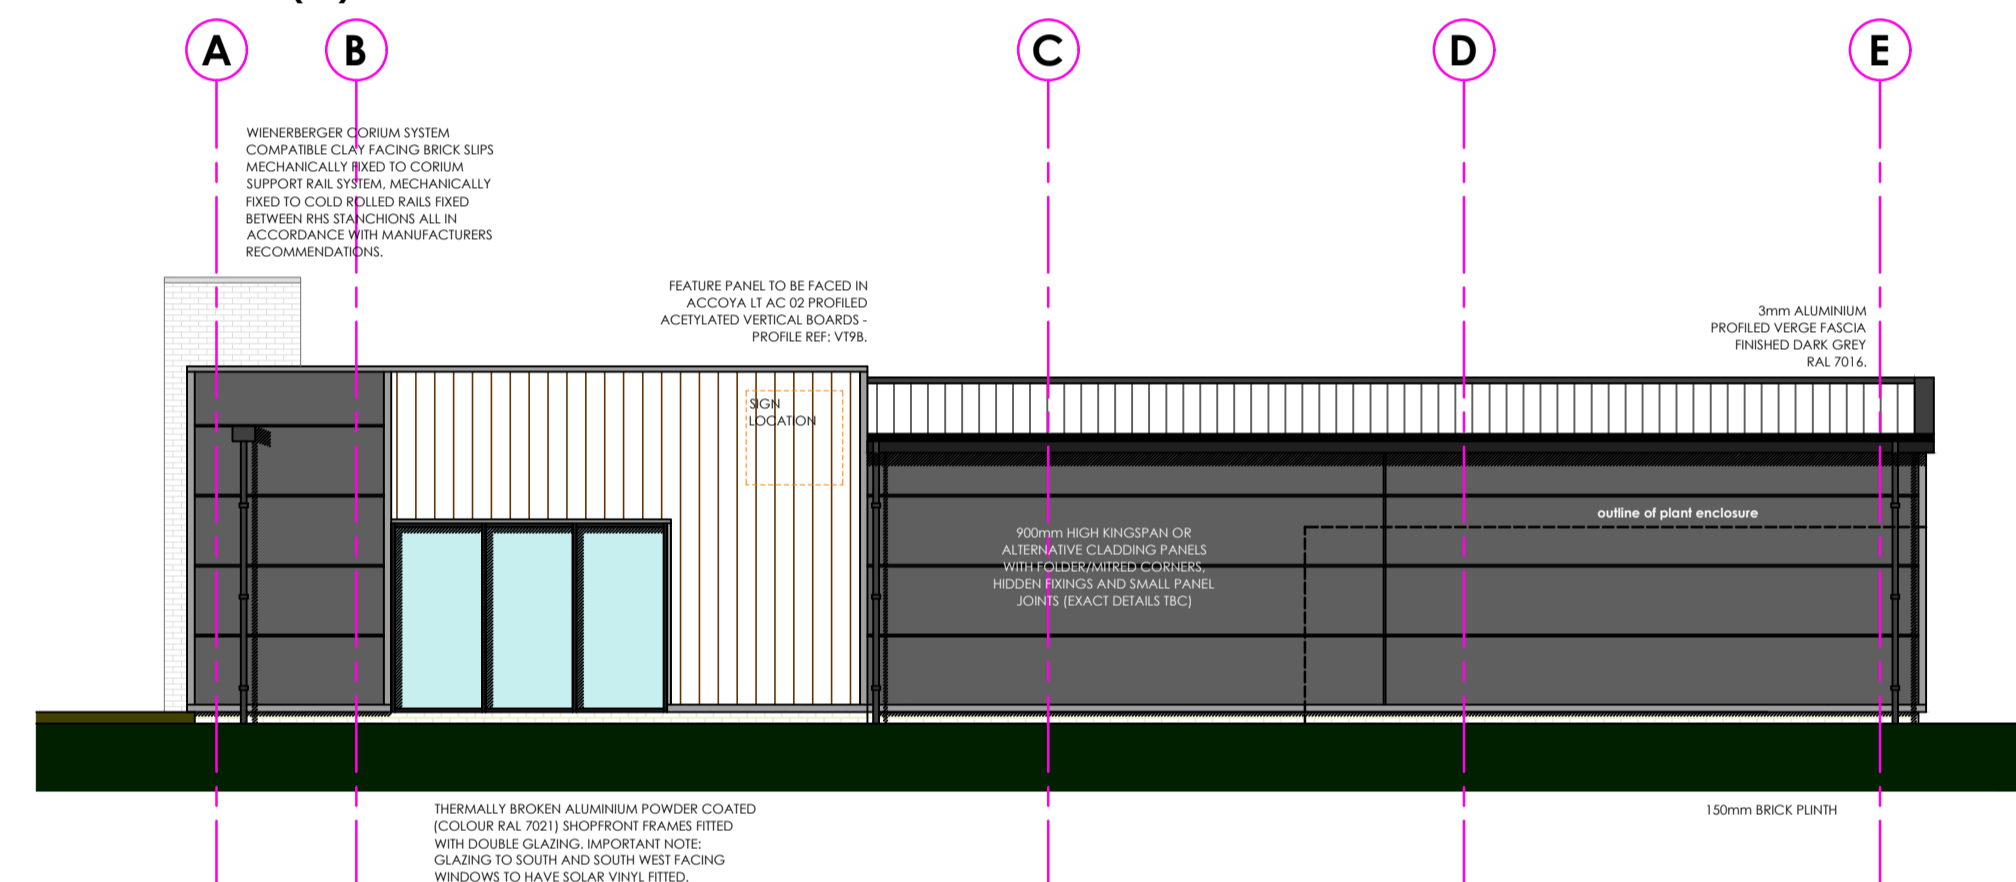 A
B
C
D
E
WIENERBERGER CORIUM SYSTEM
COMPATIBLE CLAY FACING BRICK SLIPS
MECHANICALLY FIXED TO CORIUM
SUPPORT RAIL SYSTEM, MECHANICALLY
FIXED TO COLD ROLLED RAILS FIXED
BETWEEN RHS STANCHIONS ALL IN
ACCORDANCE WITH MANUFACTURERS
RECOMMENDATIONS.
FEATURE PANEL TO BE FACED IN
ACCOYA LT AC 02 PROFILED
ACETYLATED VERTICAL BOARDS -
PROFILE REF: VT9B.
3mm ALUMINIUM
PROFILED VERGE FASCIA
FINISHED DARK GREY
RAL 7016.
SIGN
LOCATION
outline of plant enclosure
900mm HIGH KINGSPAN OR
ALTERNATIVE CLADDING PANELS
WITH FOLDER/MITRED CORNERS,
HIDDEN FIXINGS AND SMALL PANEL
JOINTS (EXACT DETAILS TBC)
THERMALLY BROKEN ALUMINIUM POWDER COATED
(COLOUR RAL 7021) SHOPFRONT FRAMES FITTED
WITH DOUBLE GLAZING. IMPORTANT NOTE:
GLAZING TO SOUTH AND SOUTH WEST FACING
WINDOWS TO HAVE SOLAR VINYL FITTED.
150mm BRICK PLINTH